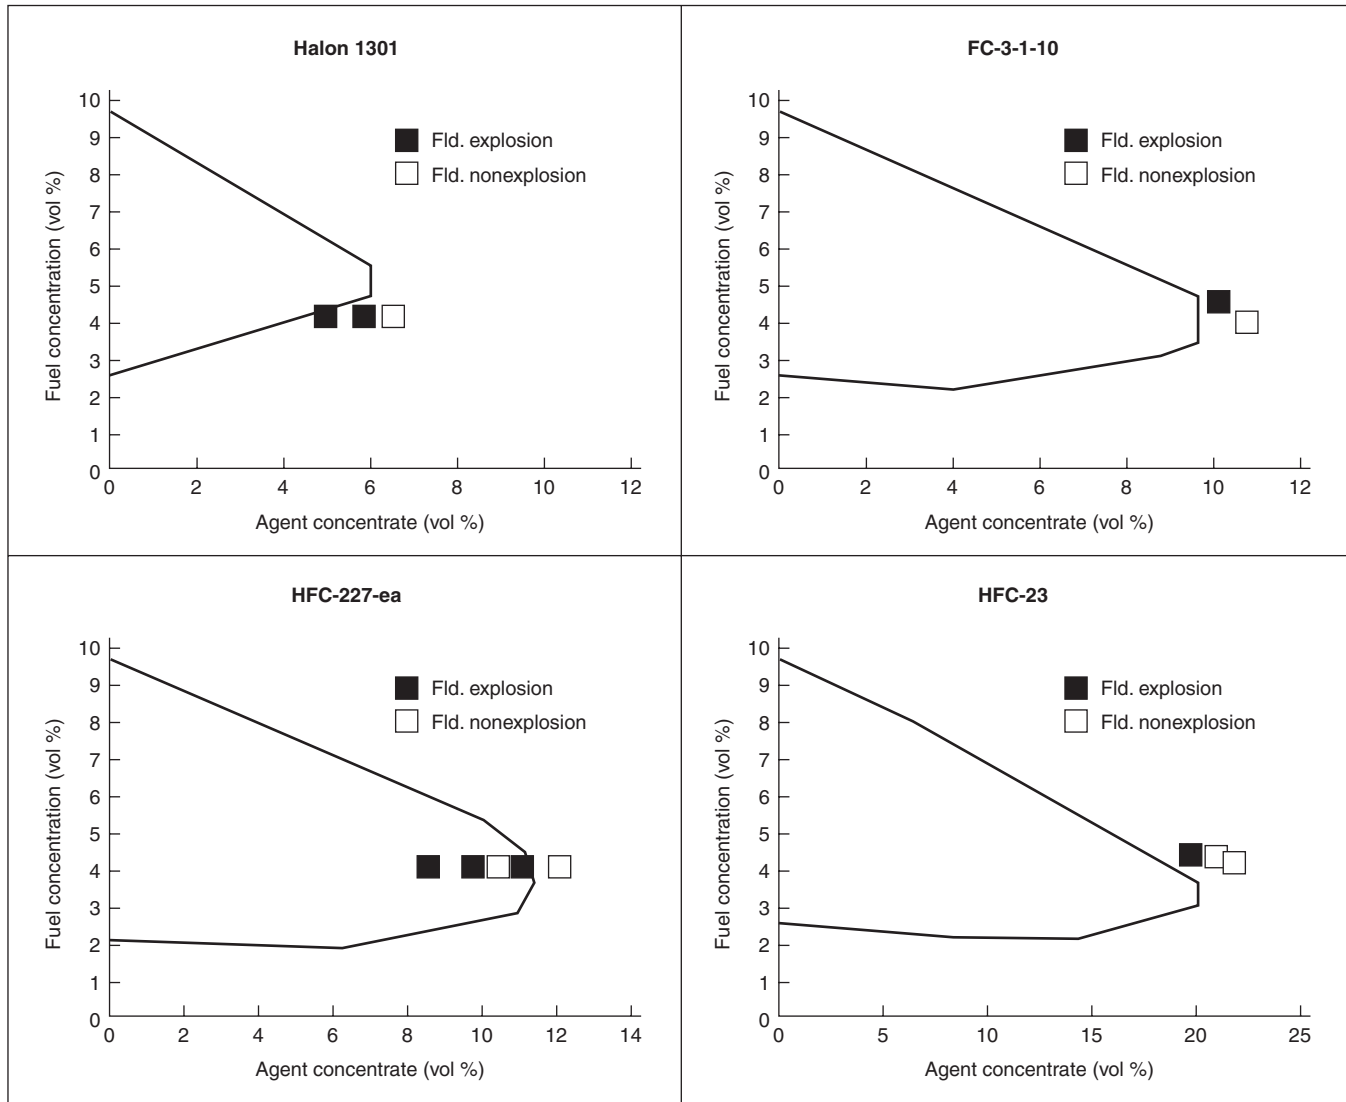 Halon 1301
10
9
8
7
6
5
4
3
2
1
0
Fuel concentration (vol %)
Fld. explosion
Fld. nonexplosion
0 2 4 6 8 10 12
Agent concentrate (vol %)
FC-3-1-10
10
9
8
7
6
5
4
3
2
1
0
Fuel concentration (vol %)
Fld. explosion
Fld. nonexplosion
0 2 4 6 8 10 12
Agent concentrate (vol %)
HFC-227-ea
10
9
8
7
6
5
4
3
2
1
0
Fuel concentration (vol %)
Fld. explosion
Fld. nonexplosion
0 2 4 6 8 10 12 14
Agent concentrate (vol %)
HFC-23
10
9
8
7
6
5
4
3
2
1
0
Fuel concentration (vol %)
Fld. explosion
Fld. nonexplosion
0 5 10 15 20 25
Agent concentrate (vol %)